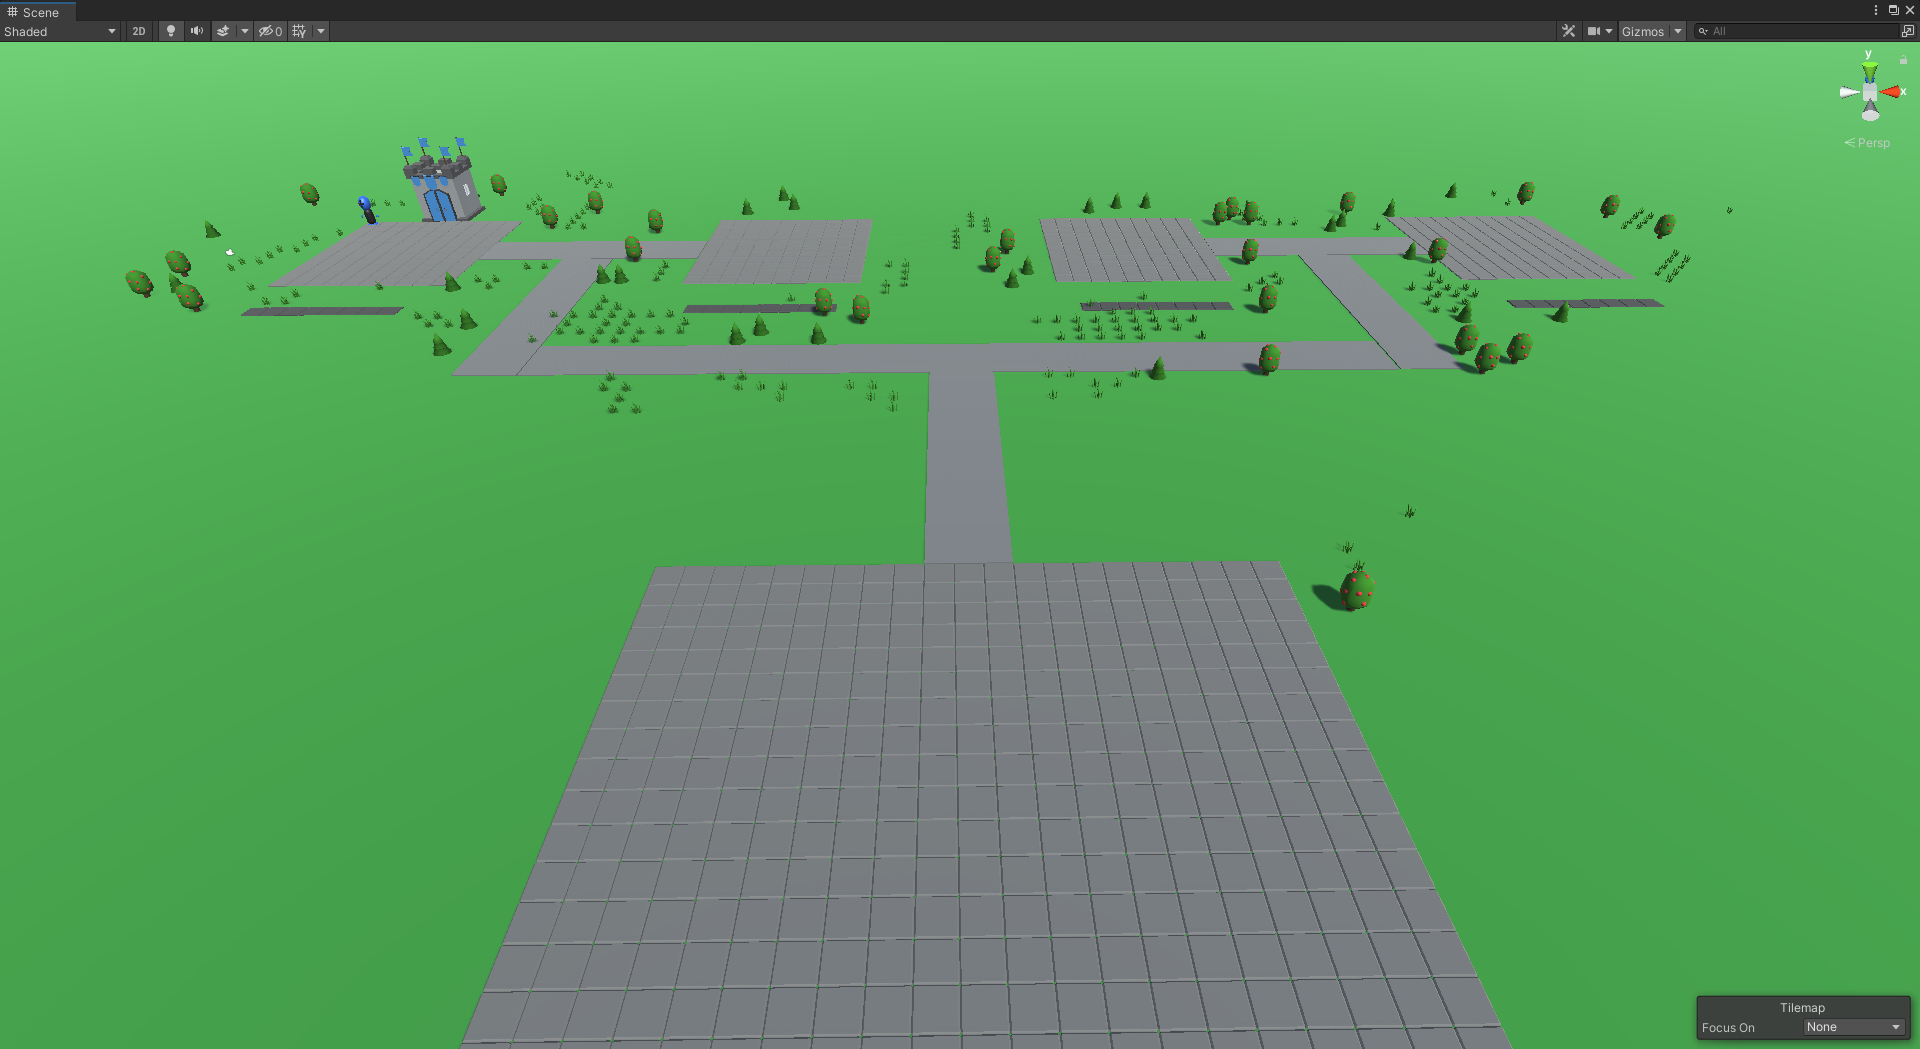 Scene
Shaded 2D 0 Gizmos All
y
x
< Persp
Tilemap
Focus On None